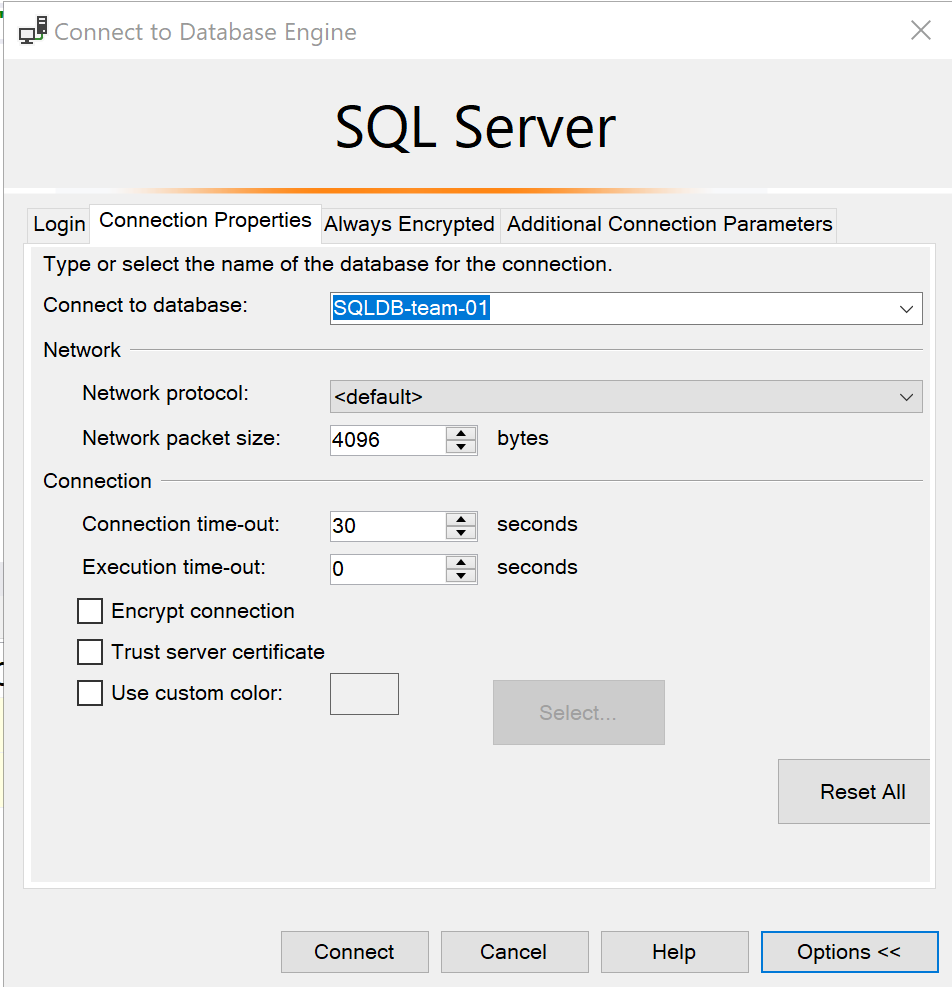 Connect to Database Engine
SQL Server
Login Connection Properties Always Encrypted Additional Connection Parameters
Type or select the name of the database for the connection.
Connect to database: SQLDB-team-01
Network
Network protocol: <default>
Network packet size: 4096 bytes
Connection
Connection time-out: 30 seconds
Execution time-out: 0 seconds
Encrypt connection
Trust server certificate
Use custom color:
Select...
Reset All
Connect Cancel Help Options <<